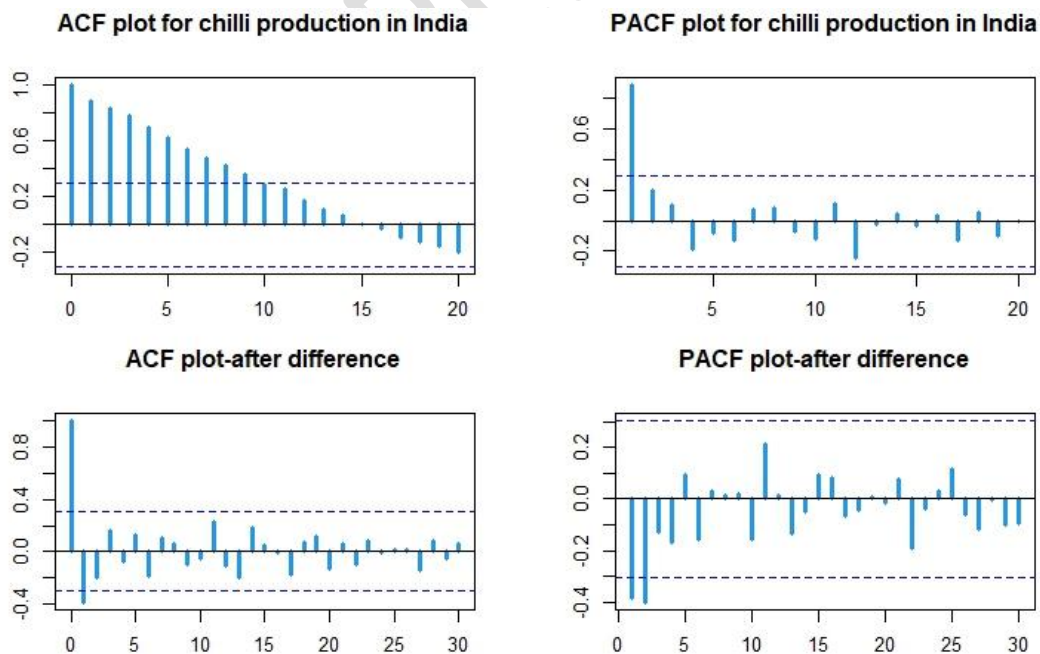 ACF plot for chilli production in India
1.0
0.6
0.2
-0.2
0 5 10 15 20
PACF plot for chilli production in India
0.6
0.2
-0.2
5 10 15 20
ACF plot-after difference
0.8
0.4
0.0
-0.4
0 5 10 15 20 25 30
PACF plot-after difference
0.2
0.0
-0.2
-0.4
0 5 10 15 20 25 30